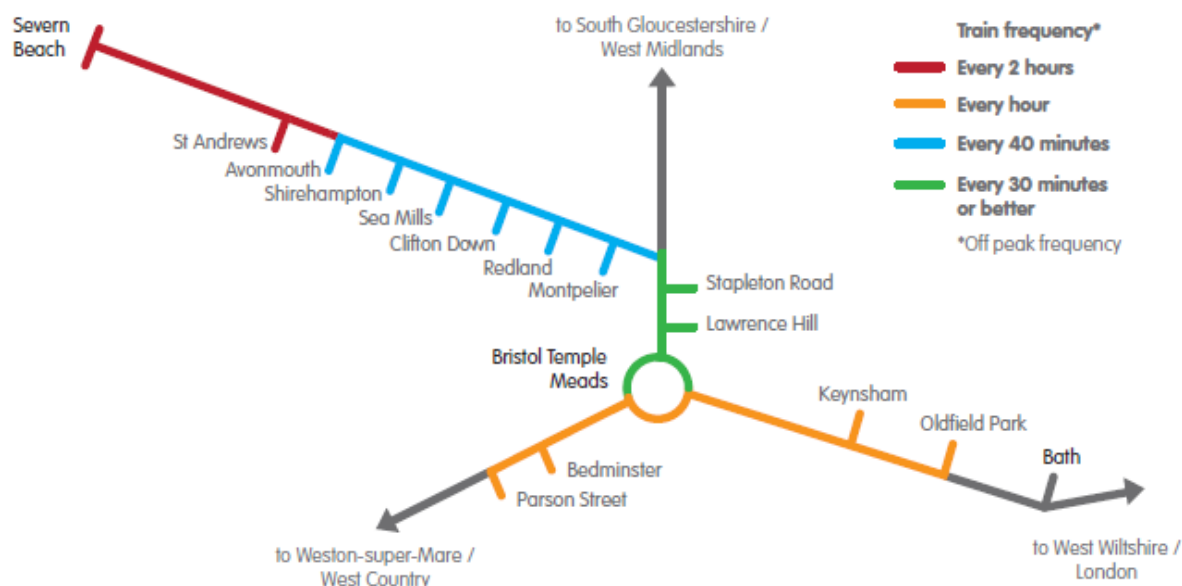 Severn
Beach
to South Gloucestershire /
West Midlands
Train frequency*
Every 2 hours
Every hour
Every 40 minutes
Every 30 minutes
or better
*Off peak frequency
St Andrews
Avonmouth
Shirehampton
Sea Mills
Clifton Down
Redland
Montpelier
Stapleton Road
Lawrence Hill
Bristol Temple
Meads
Keynsham
Oldfield Park
Bath
Bedminster
Parson Street
to Weston-super-Mare /
West Country
to West Wiltshire /
London